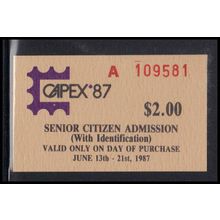 A 109581
CAPEX '87
$2.00
SENIOR CITIZEN ADMISSION
(With Identification)
VALID ONLY ON DAY OF PURCHASE
JUNE 13th - 21st, 1987